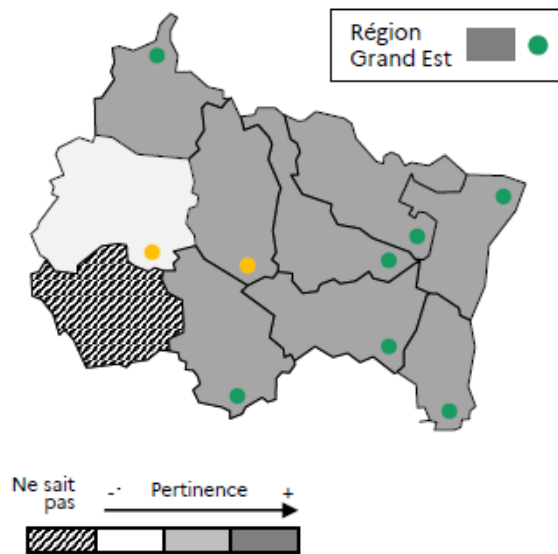 Région
Grand Est
Ne sait
pas
-· Pertinence +